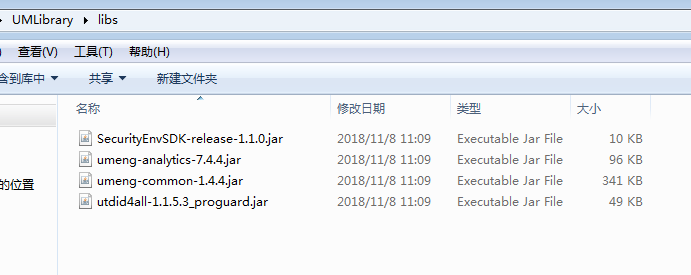 UMLibrary libs
查看(V) 工具(T) 帮助(H)
含到库中 共享 新建文件夹
名称 修改日期 类型 大小
SecurityEnvSDK-release-1.1.0.jar 2018/11/8 11:09 Executable Jar File 10 KB
umeng-analytics-7.4.4.jar 2018/11/8 11:09 Executable Jar File 96 KB
umeng-common-1.4.4.jar 2018/11/8 11:09 Executable Jar File 341 KB
utdid4all-1.1.5.3_proguard.jar 2018/11/8 11:09 Executable Jar File 49 KB
的位置